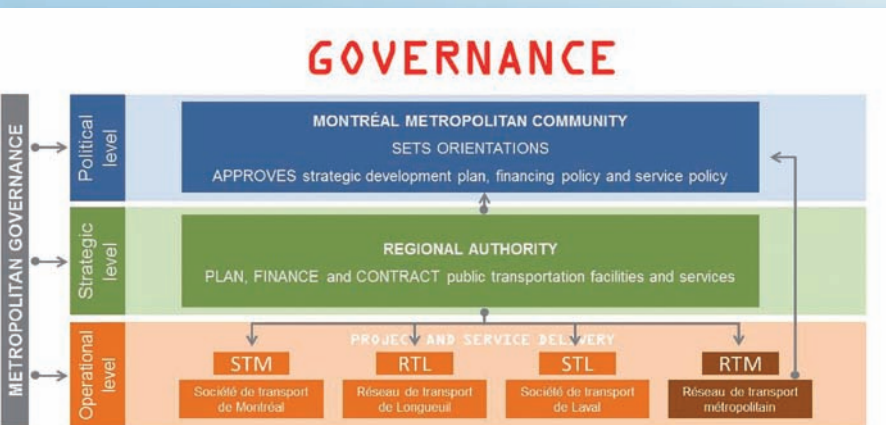 GOVERNANCE
METROPOLITAN GOVERNANCE
Political
level
MONTRÉAL METROPOLITAN COMMUNITY
SETS ORIENTATIONS
APPROVES strategic development plan, financing policy and service policy
Strategic
level
REGIONAL AUTHORITY
PLAN, FINANCE and CONTRACT public transportation facilities and services
Operational
level
PROJECT AND SERVICE DELIVERY
STM
Société de transport
de Montréal
RTL
Réseau de transport
de Longueuil
STL
Société de transport
de Laval
RTM
Réseau de transport
métropolitain